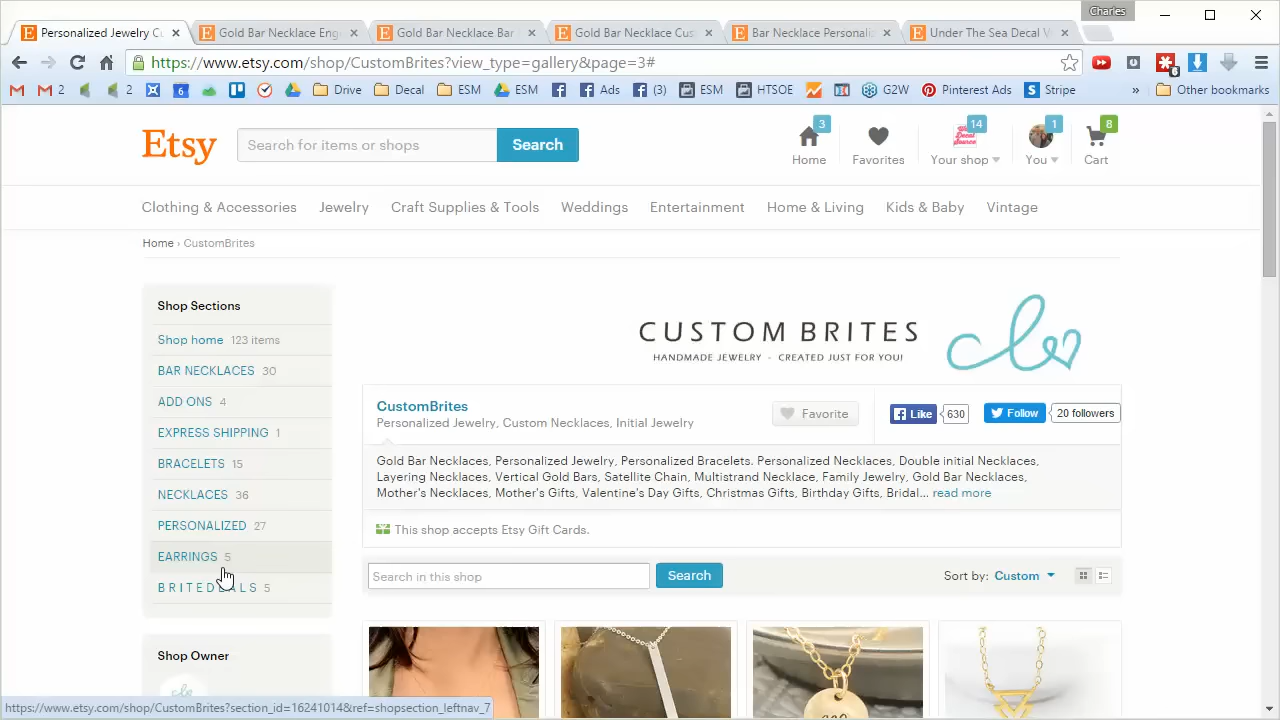 Charles
Personalized Jewelry Cu
Gold Bar Necklace Eng
Gold Bar Necklace Bar
Gold Bar Necklace Cus
Bar Necklace Personali
Under The Sea Decal V
https://www.etsy.com/shop/CustomBrites?view_type=gallery&page=3#
6
2
2
6
Drive
Decal
ESM
ESM
Ads
(3)
ESM
HTSOE
G2W
Pinterest Ads
Stripe
»
Other bookmarks
Etsy
Search for items or shops
Search
3
Home
Favorites
14
Your shop
1
You
8
Cart
Clothing & Accessories
Jewelry
Craft Supplies & Tools
Weddings
Entertainment
Home & Living
Kids & Baby
Vintage
Home › CustomBrites
Shop Sections
Shop home 123 items
BAR NECKLACES 30
ADD ONS 4
EXPRESS SHIPPING 1
BRACELETS 15
NECKLACES 36
PERSONALIZED 27
EARRINGS 5
B R I T E D E A L S 5
Shop Owner
CUSTOM BRITES
HANDMADE JEWELRY - CREATED JUST FOR YOU!
CustomBrites
Personalized Jewelry, Custom Necklaces, Initial Jewelry
Favorite
Like
630
Follow
20 followers
Gold Bar Necklaces, Personalized Jewelry, Personalized Bracelets. Personalized Necklaces, Double initial Necklaces,
Layering Necklaces, Vertical Gold Bars, Satellite Chain, Multistrand Necklace, Family Jewelry, Gold Bar Necklaces,
Mother's Necklaces, Mother's Gifts, Valentine's Day Gifts, Christmas Gifts, Birthday Gifts, Bridal... read more
This shop accepts Etsy Gift Cards.
Search in this shop
Search
Sort by: Custom
https://www.etsy.com/shop/CustomBrites?section_id=16241014&ref=shopsection_leftnav_7